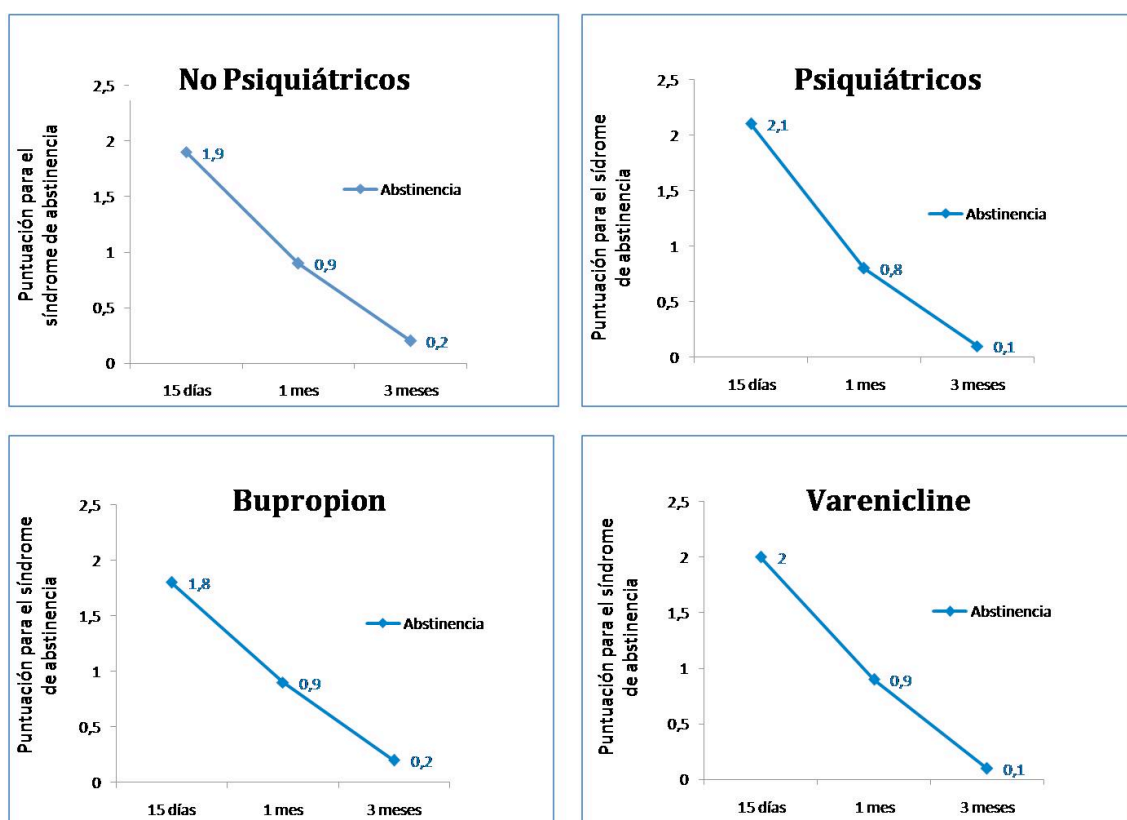 No Psiquiátricos
Puntuación para el
síndrome de abstinencia
2,5
2
1,5
1
0,5
0
1,9
0,9
0,2
Abstinencia
15 días 1 mes 3 meses
Psiquiátricos
Puntuación para el sídrome
de abstinencia
2,5
2
1,5
1
0,5
0
2,1
0,8
0,1
Abstinencia
15 días 1 mes 3 meses
Bupropion
Puntuación para el síndrome
de abstinencia
2,5
2
1,5
1
0,5
0
1,8
0,9
0,2
Abstinencia
15 días 1 mes 3 meses
Varenicline
Puntuación para el síndrome
de abstinencia
2,5
2
1,5
1
0,5
0
2
0,9
0,1
Abstinencia
15 días 1 mes 3 meses